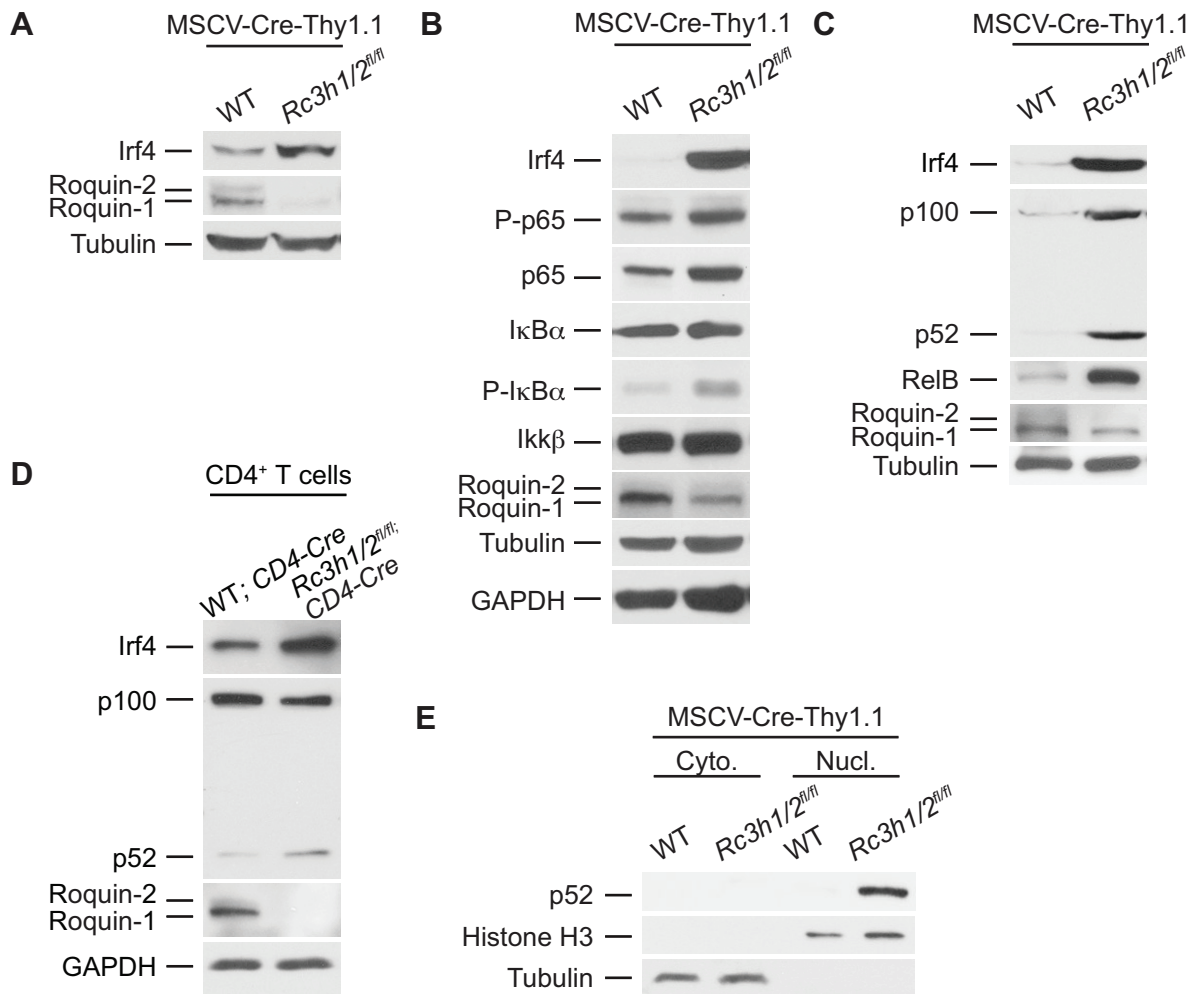 A
MSCV-Cre-Thy1.1
WT
Rc3h1/2fl/fl
Irf4
Roquin-2
Roquin-1
Tubulin
B
MSCV-Cre-Thy1.1
WT
Rc3h1/2fl/fl
Irf4
P-p65
p65
IκBα
P-IκBα
Ikkβ
Roquin-2
Roquin-1
Tubulin
GAPDH
C
MSCV-Cre-Thy1.1
WT
Rc3h1/2fl/fl
Irf4
p100
p52
RelB
Roquin-2
Roquin-1
Tubulin
D
CD4+ T cells
WT; CD4-Cre
Rc3h1/2fl/fl;
CD4-Cre
Irf4
p100
p52
Roquin-2
Roquin-1
GAPDH
E
MSCV-Cre-Thy1.1
Cyto. Nucl.
WT
Rc3h1/2fl/fl
WT
Rc3h1/2fl/fl
p52
Histone H3
Tubulin